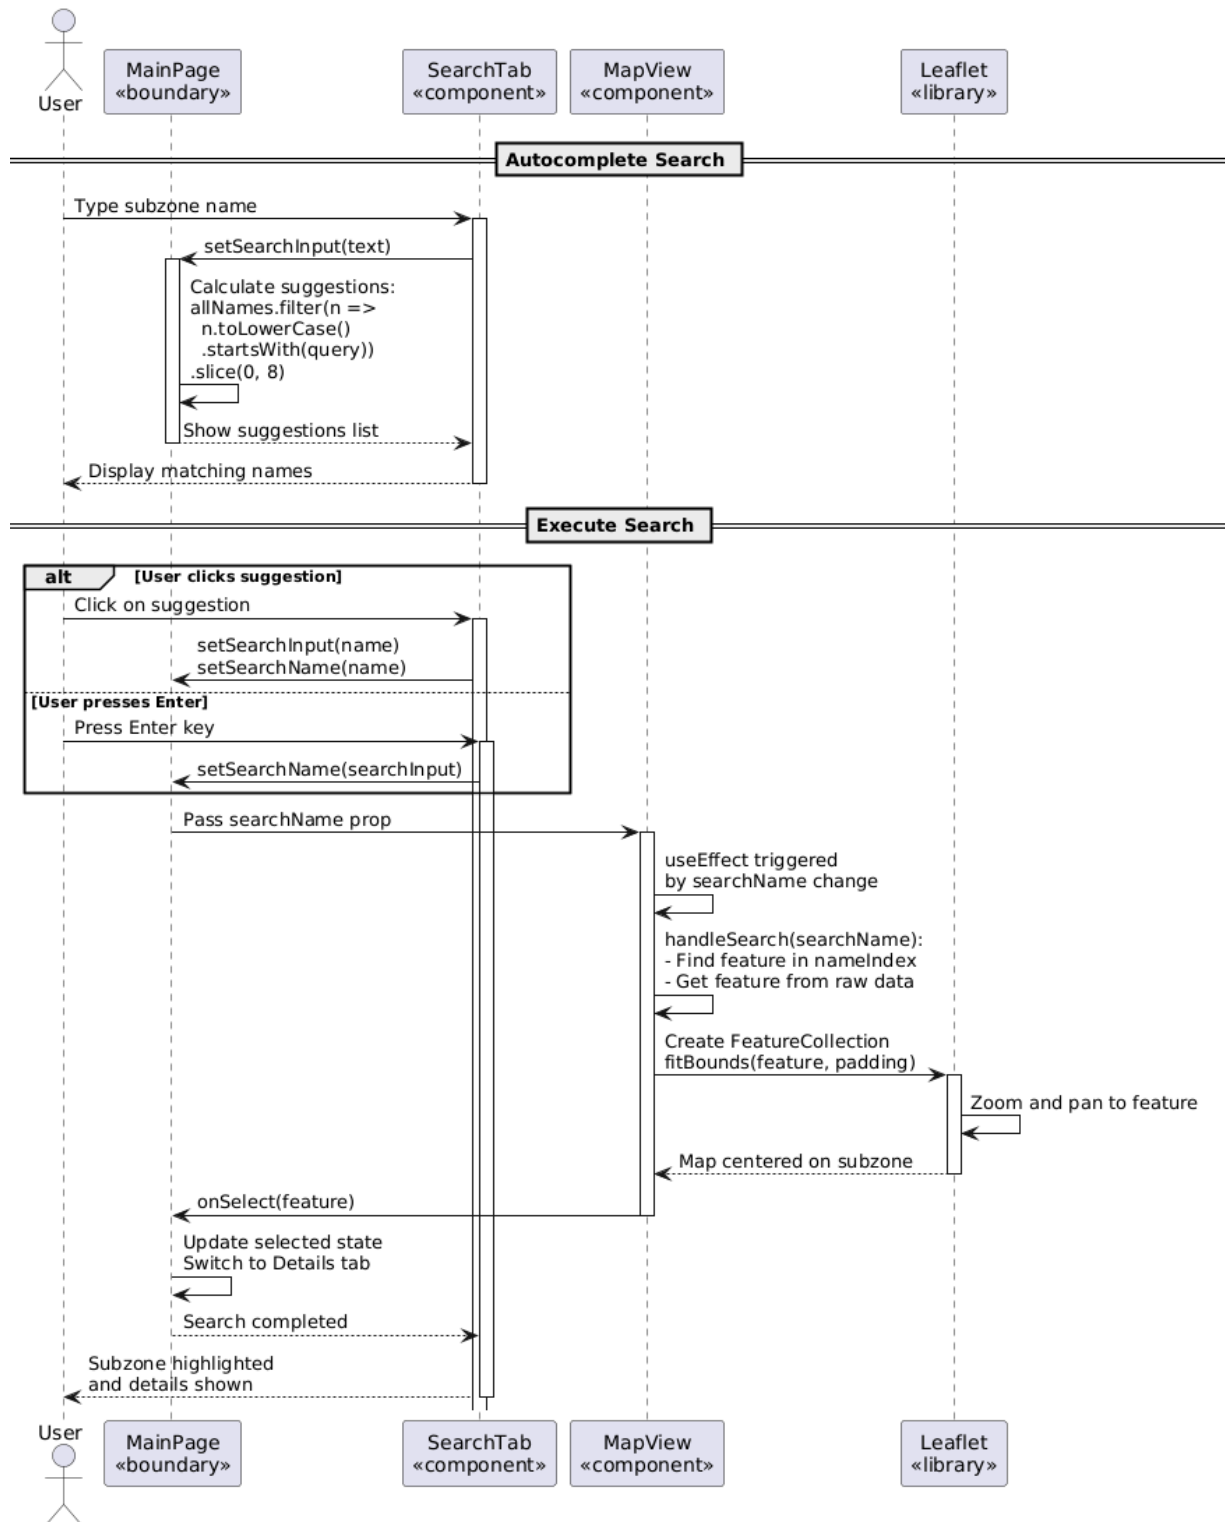 User
MainPage
«boundary»
SearchTab
«component»
MapView
«component»
Leaflet
«library»
Autocomplete Search
Type subzone name
setSearchInput(text)
Calculate suggestions:
allNames.filter(n =>
n.toLowerCase()
.startsWith(query))
.slice(0, 8)
Show suggestions list
Display matching names
Execute Search
alt
[User clicks suggestion]
Click on suggestion
setSearchInput(name)
setSearchName(name)
[User presses Enter]
Press Enter key
setSearchName(searchInput)
Pass searchName prop
useEffect triggered
by searchName change
handleSearch(searchName):
- Find feature in nameIndex
- Get feature from raw data
Create FeatureCollection
fitBounds(feature, padding)
Zoom and pan to feature
Map centered on subzone
onSelect(feature)
Update selected state
Switch to Details tab
Search completed
Subzone highlighted
and details shown
User
MainPage
«boundary»
SearchTab
«component»
MapView
«component»
Leaflet
«library»